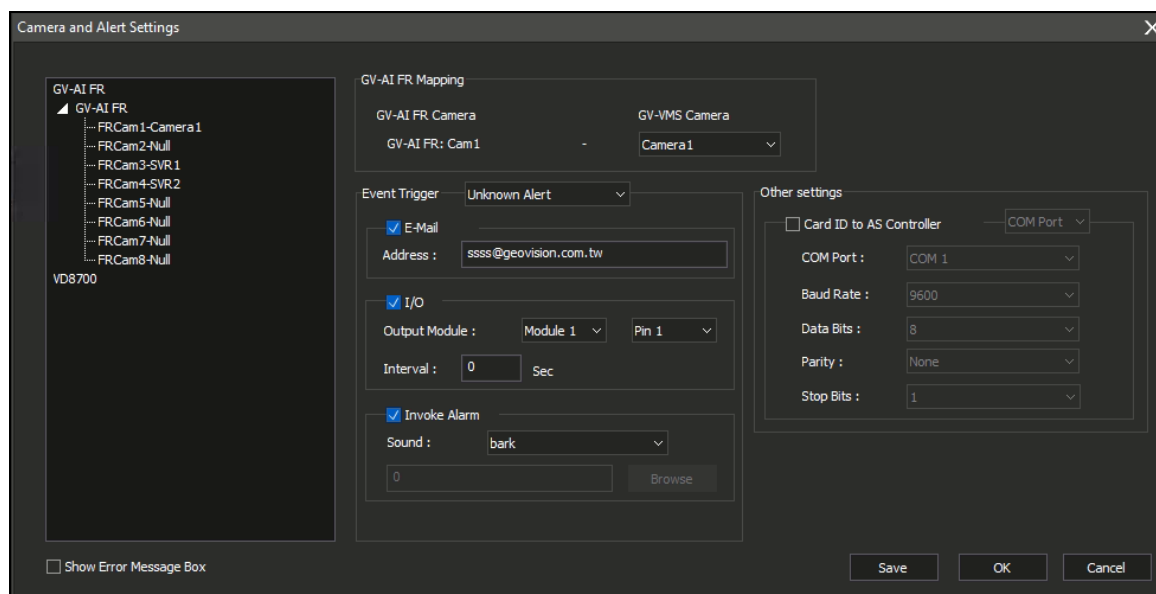 Camera and Alert Settings
GV-AI FR
GV-AI FR
FRCam1-Camera1
FRCam2-Null
FRCam3-SVR1
FRCam4-SVR2
FRCam5-Null
FRCam6-Null
FRCam7-Null
FRCam8-Null
VD8700
GV-AI FR Mapping
GV-AI FR Camera GV-VMS Camera
GV-AI FR: Cam1 - Camera1
Event Trigger Unknown Alert
E-Mail
Address : ssss@geovision.com.tw
I/O
Output Module : Module 1 Pin 1
Interval : 0 Sec
Invoke Alarm
Sound : bark
0 Browse
Other settings
Card ID to AS Controller COM Port
COM Port : COM 1
Baud Rate : 9600
Data Bits : 8
Parity : None
Stop Bits : 1
Show Error Message Box
Save OK Cancel